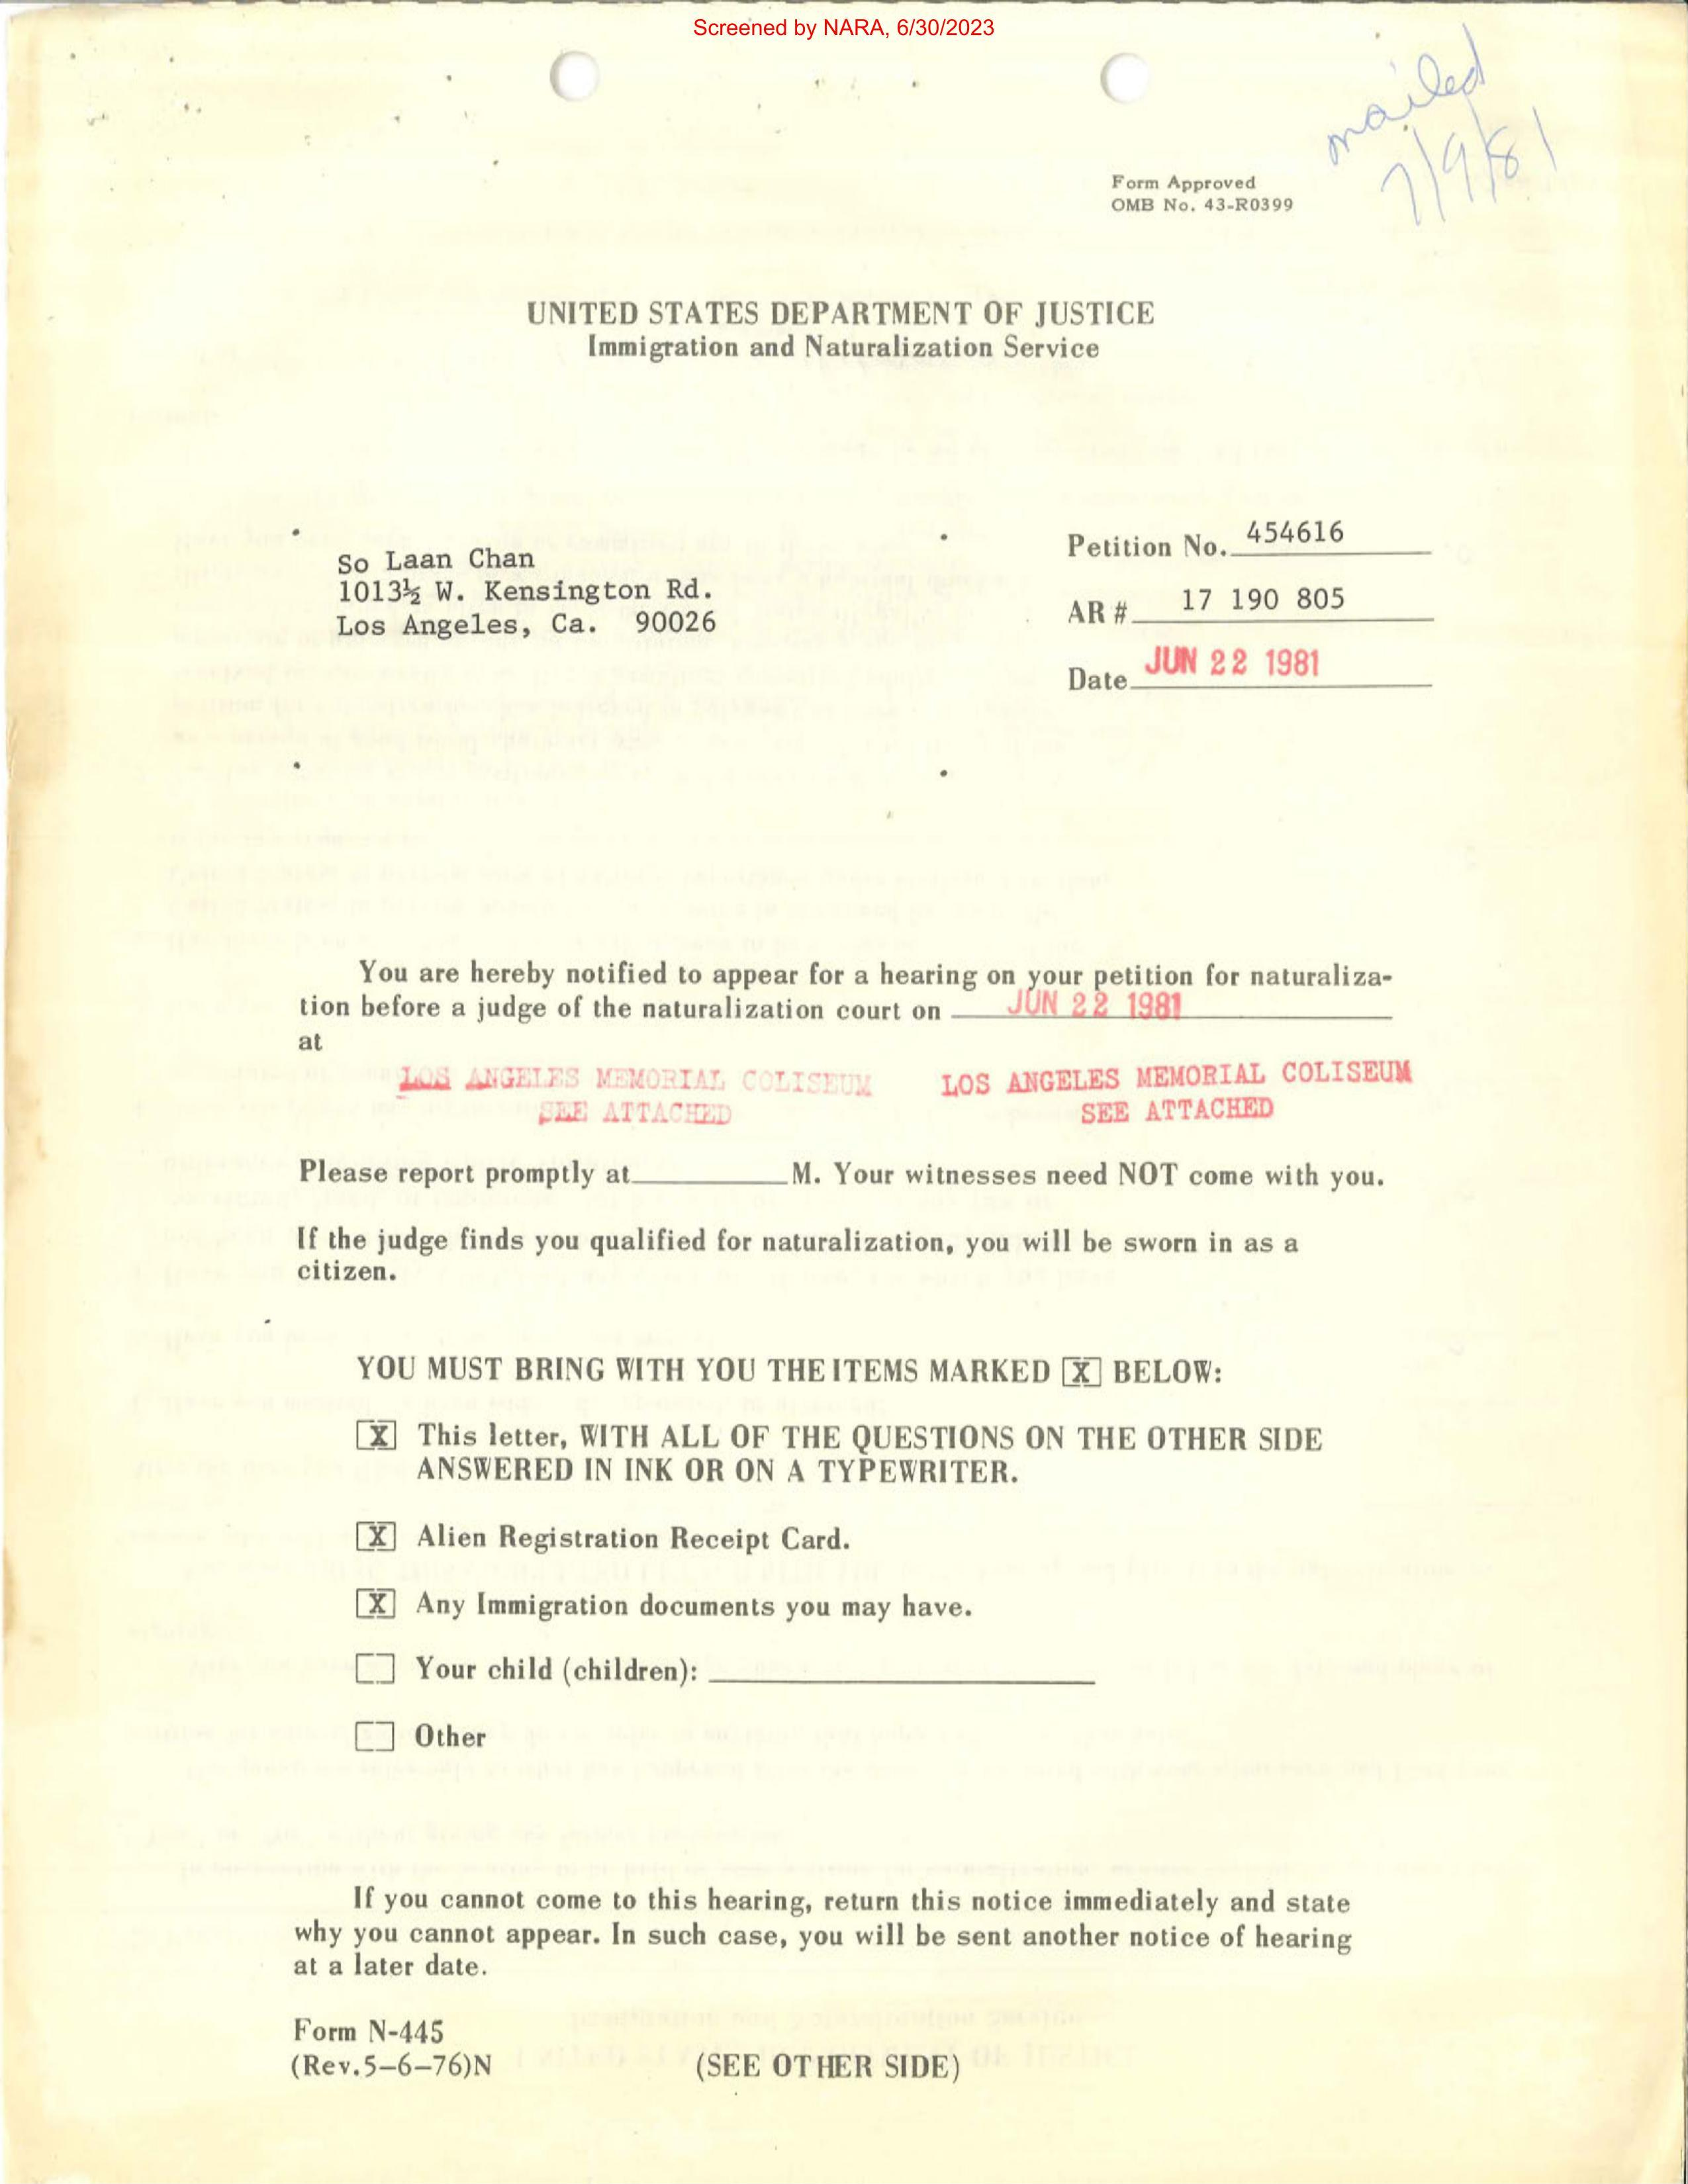 Screened by NARA, 6/30/2023
mailed
7/9/81
Form Approved
OMB No. 43-R0399
UNITED STATES DEPARTMENT OF JUSTICE
Immigration and Naturalization Service
So Laan Chan
1013½ W. Kensington Rd.
Los Angeles, Ca. 90026
Petition No. 454616
AR # 17 190 805
Date JUN 22 1981
You are hereby notified to appear for a hearing on your petition for naturaliza-
tion before a judge of the naturalization court on JUN 22 1981
at
LOS ANGELES MEMORIAL COLISEUM LOS ANGELES MEMORIAL COLISEUM
SEE ATTACHED SEE ATTACHED
Please report promptly at ________M. Your witnesses need NOT come with you.
If the judge finds you qualified for naturalization, you will be sworn in as a
citizen.
YOU MUST BRING WITH YOU THE ITEMS MARKED [X] BELOW:
[X] This letter, WITH ALL OF THE QUESTIONS ON THE OTHER SIDE
ANSWERED IN INK OR ON A TYPEWRITER.
[X] Alien Registration Receipt Card.
[X] Any Immigration documents you may have.
[ ] Your child (children): ____________
[ ] Other
If you cannot come to this hearing, return this notice immediately and state
why you cannot appear. In such case, you will be sent another notice of hearing
at a later date.
Form N-445
(Rev.5-6-76)N (SEE OTHER SIDE)